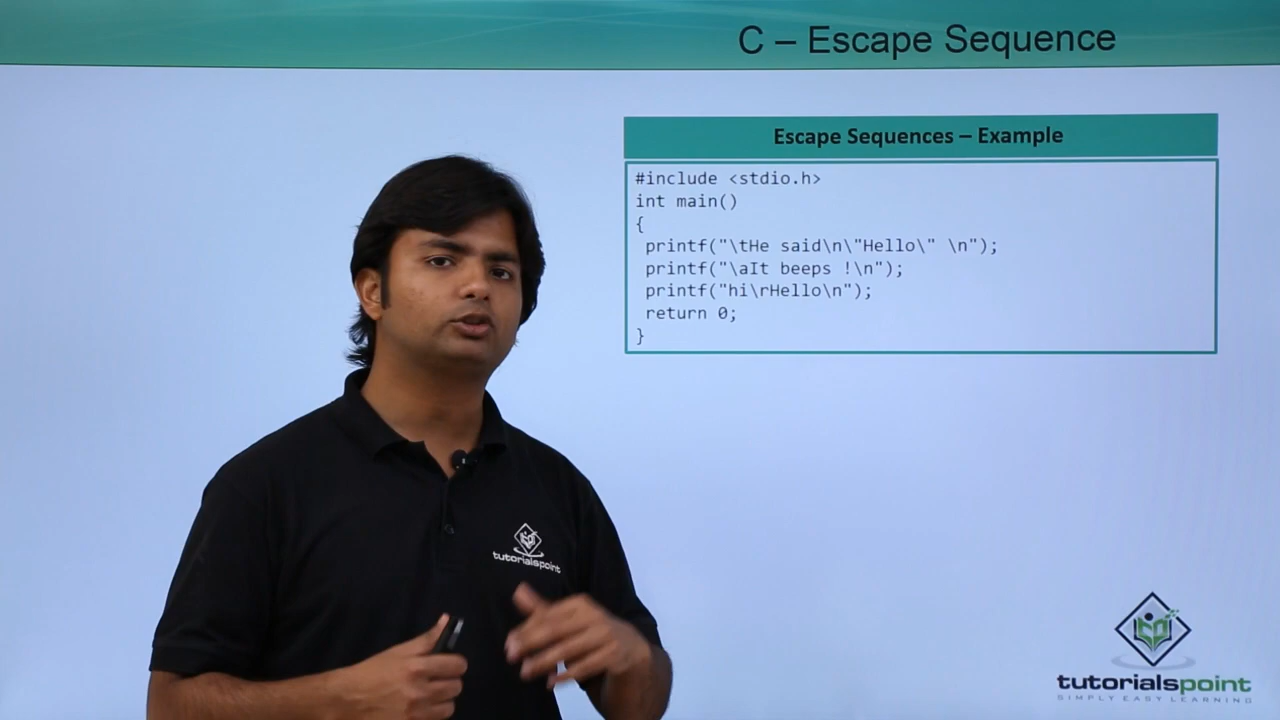 C – Escape Sequence
Escape Sequences – Example
#include <stdio.h>
int main()
{
printf("\tHe said\n\"Hello\" \n");
printf("\aIt beeps !\n");
printf("hi\rHello\n");
return 0;
}
tutorialspoint
tutorialspoint
SIMPLY EASY LEARNING